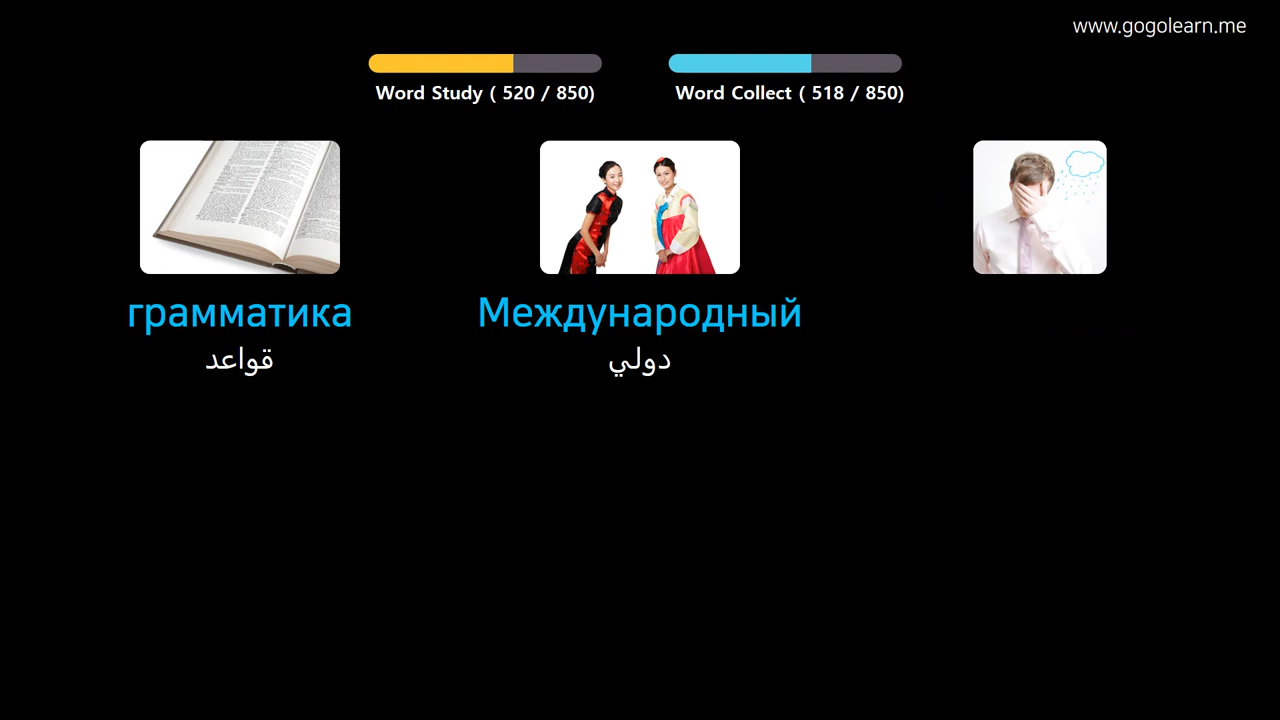 www.gogolearn.me
Word Study ( 520 / 850)
Word Collect ( 518 / 850)
грамматика
Международный
قواعد
دولي